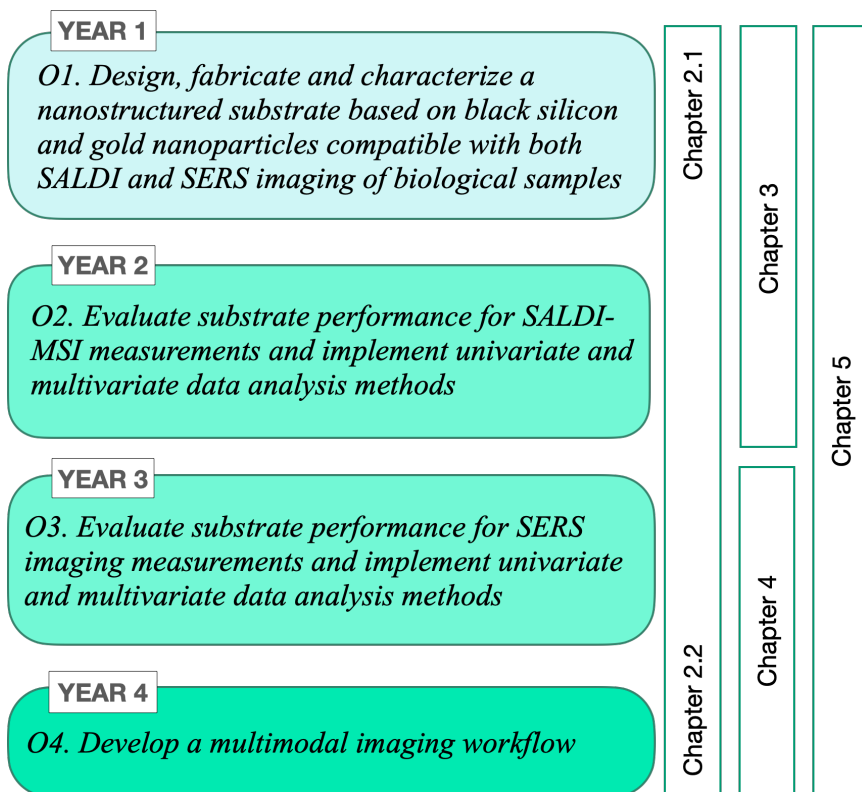 YEAR 1
O1. Design, fabricate and characterize a
nanostructured substrate based on black silicon
and gold nanoparticles compatible with both
SALDI and SERS imaging of biological samples
YEAR 2
O2. Evaluate substrate performance for SALDI-
MSI measurements and implement univariate and
multivariate data analysis methods
YEAR 3
O3. Evaluate substrate performance for SERS
imaging measurements and implement univariate
and multivariate data analysis methods
YEAR 4
O4. Develop a multimodal imaging workflow
Chapter 2.1
Chapter 2.2
Chapter 3
Chapter 4
Chapter 5